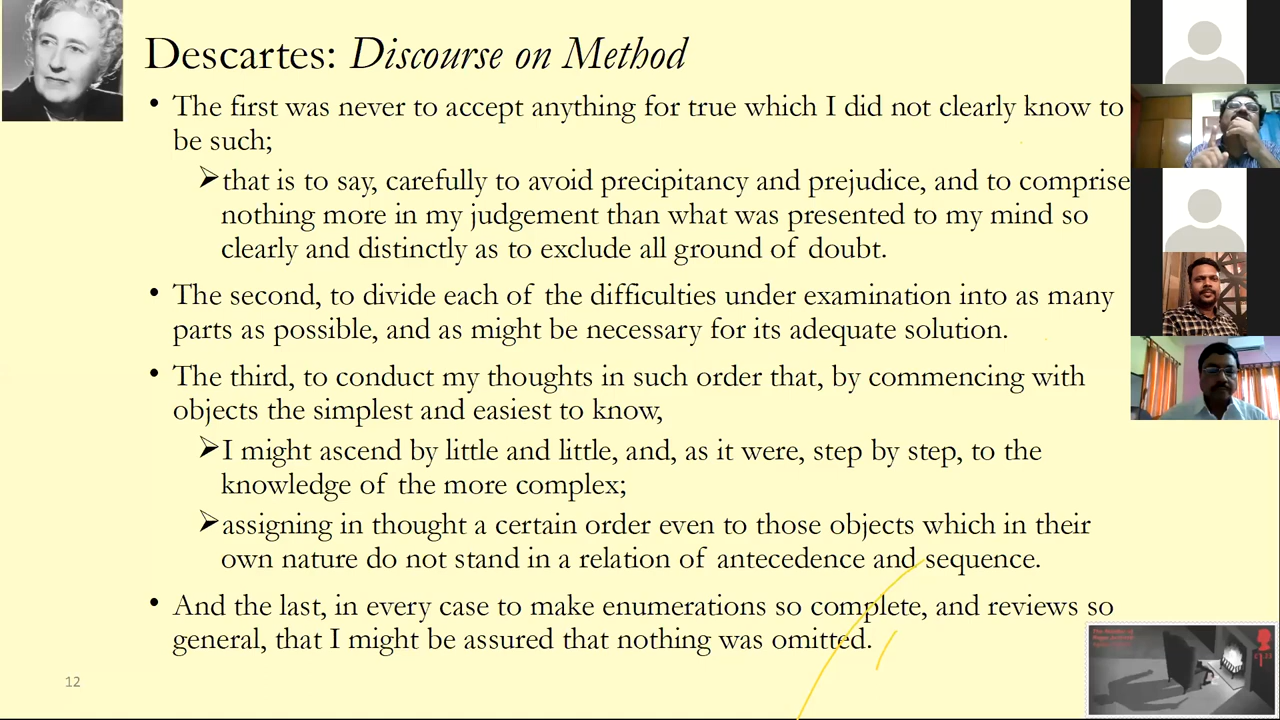 Descartes: Discourse on Method
• The first was never to accept anything for true which I did not clearly know to
be such;
➢that is to say, carefully to avoid precipitancy and prejudice, and to comprise
nothing more in my judgement than what was presented to my mind so
clearly and distinctly as to exclude all ground of doubt.
• The second, to divide each of the difficulties under examination into as many
parts as possible, and as might be necessary for its adequate solution.
• The third, to conduct my thoughts in such order that, by commencing with
objects the simplest and easiest to know,
➢I might ascend by little and little, and, as it were, step by step, to the
knowledge of the more complex;
➢assigning in thought a certain order even to those objects which in their
own nature do not stand in a relation of antecedence and sequence.
• And the last, in every case to make enumerations so complete, and reviews so
general, that I might be assured that nothing was omitted.
12